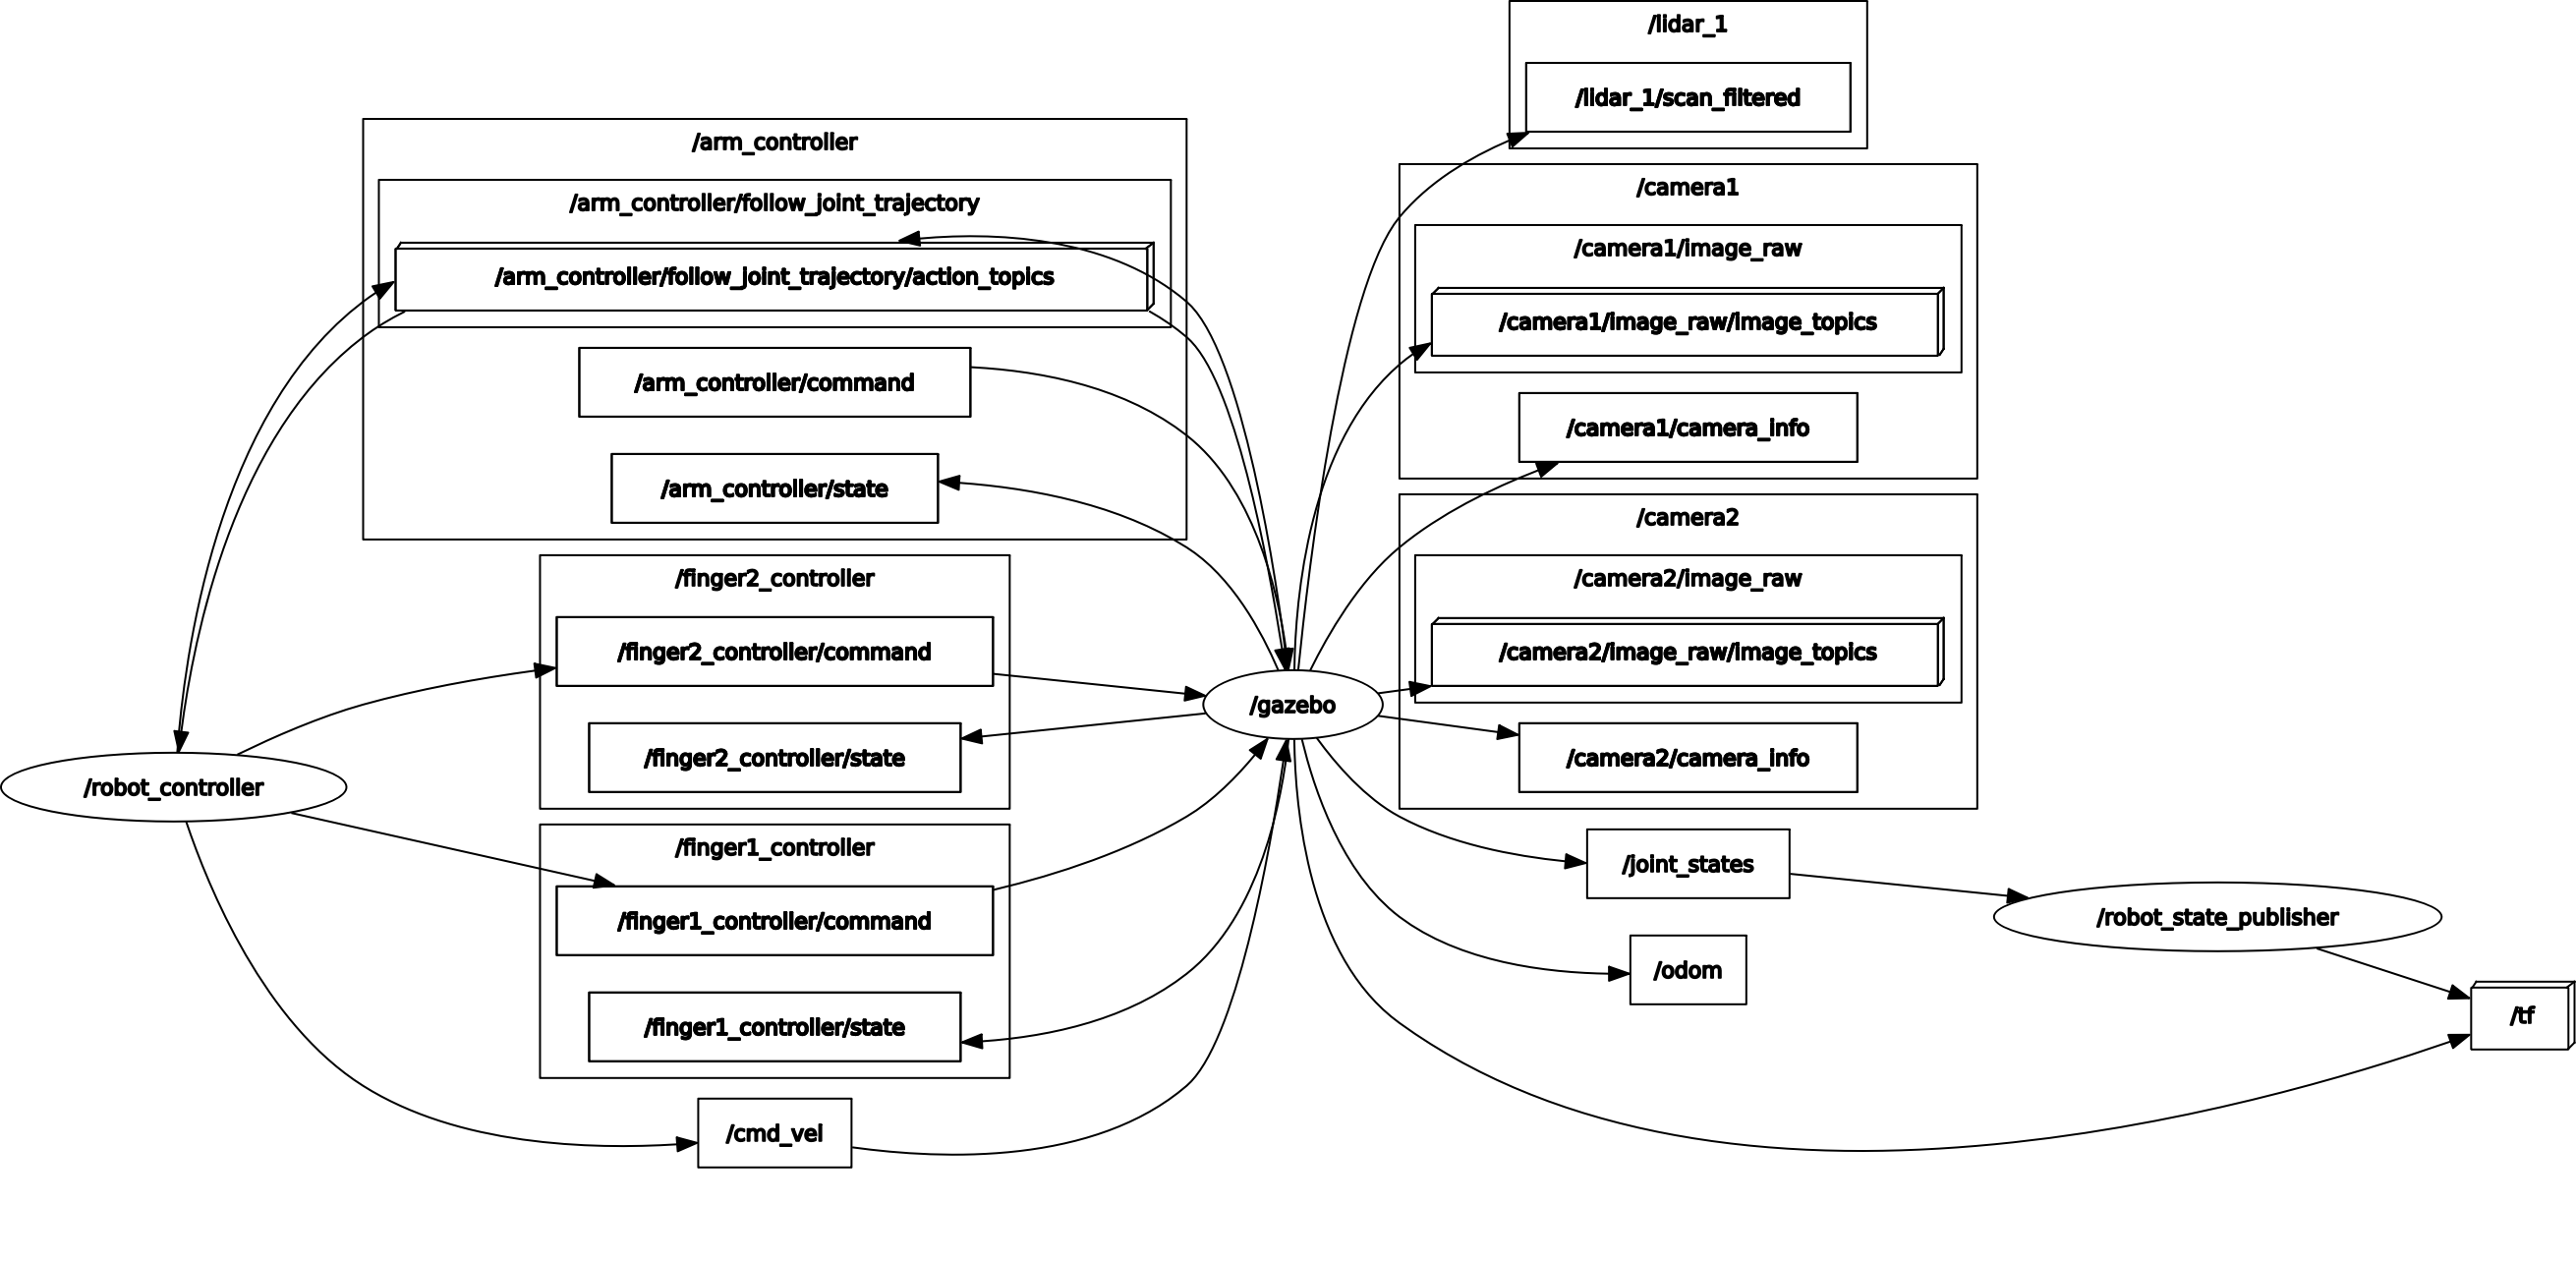 /lidar_1
/lidar_1/scan_filtered
/arm_controller
/arm_controller/follow_joint_trajectory
/arm_controller/follow_joint_trajectory/action_topics
/arm_controller/command
/arm_controller/state
/camera1
/camera1/image_raw
/camera1/image_raw/image_topics
/camera1/camera_info
/camera2
/camera2/image_raw
/camera2/image_raw/image_topics
/camera2/camera_info
/finger2_controller
/finger2_controller/command
/finger2_controller/state
/gazebo
/robot_controller
/finger1_controller
/finger1_controller/command
/finger1_controller/state
/cmd_vel
/joint_states
/robot_state_publisher
/odom
/tf